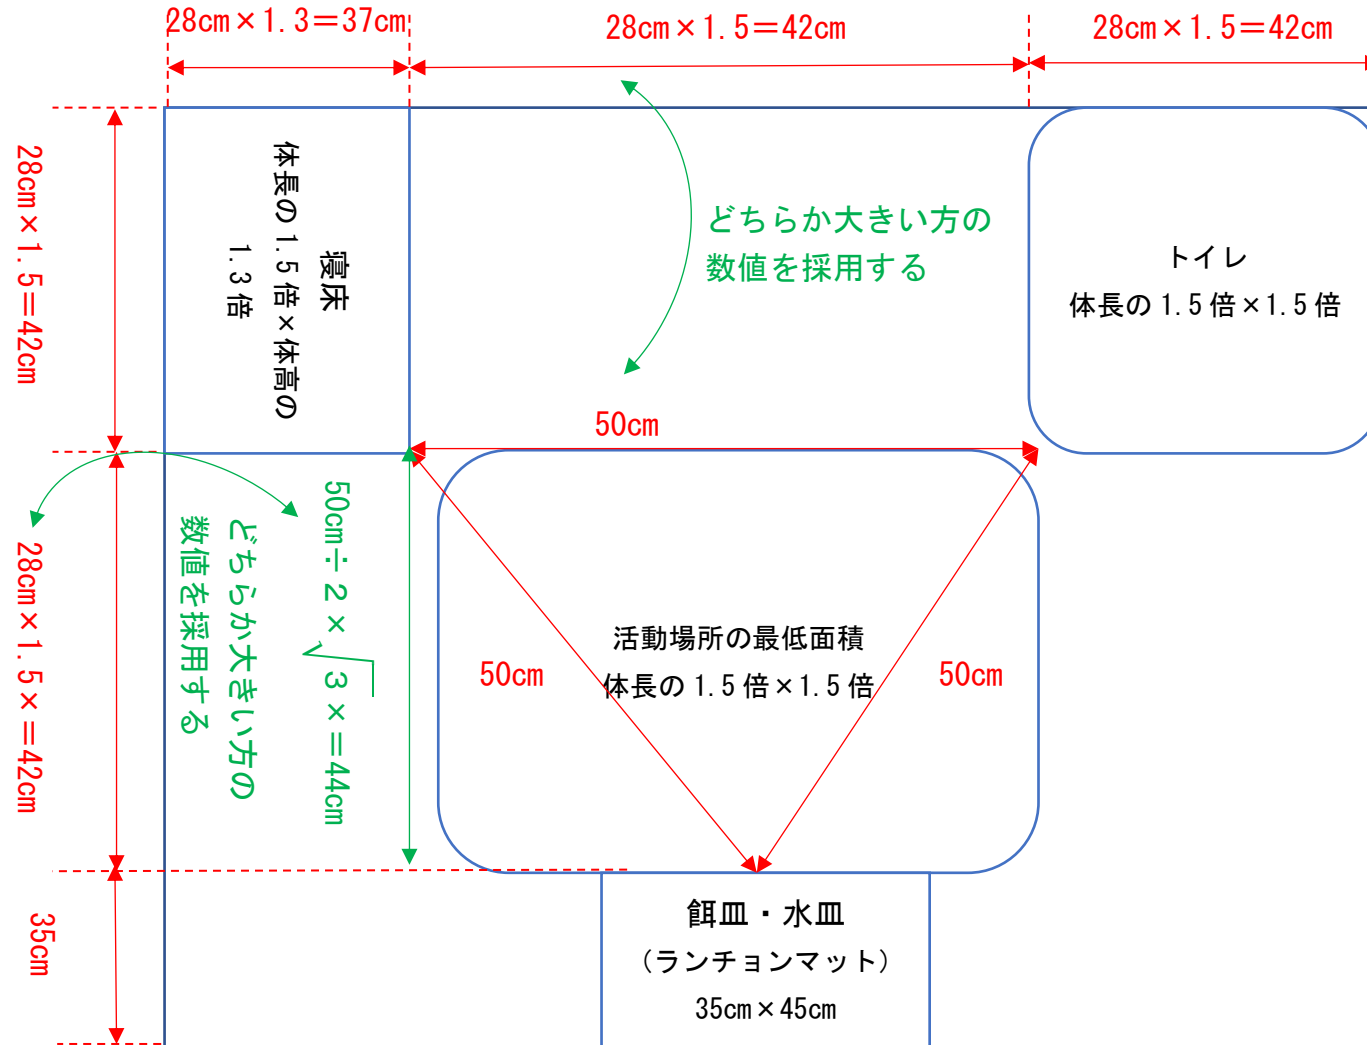 28cm×1.3＝37cm
28cm×1.5＝42cm
28cm×1.5＝42cm
28cm×1.5＝42cm
寝床
体長の1.5倍×体高の
1.3倍
どちらか大きい方の
数値を採用する
トイレ
体長の1.5倍×1.5倍
50cm
28cm×1.5×＝42cm
どちらか大きい方の
数値を採用する
50cm÷２×√３×＝44cm
50cm
活動場所の最低面積
体長の1.5倍×1.5倍
50cm
35cm
餌皿・水皿
（ランチョンマット）
35cm×45cm